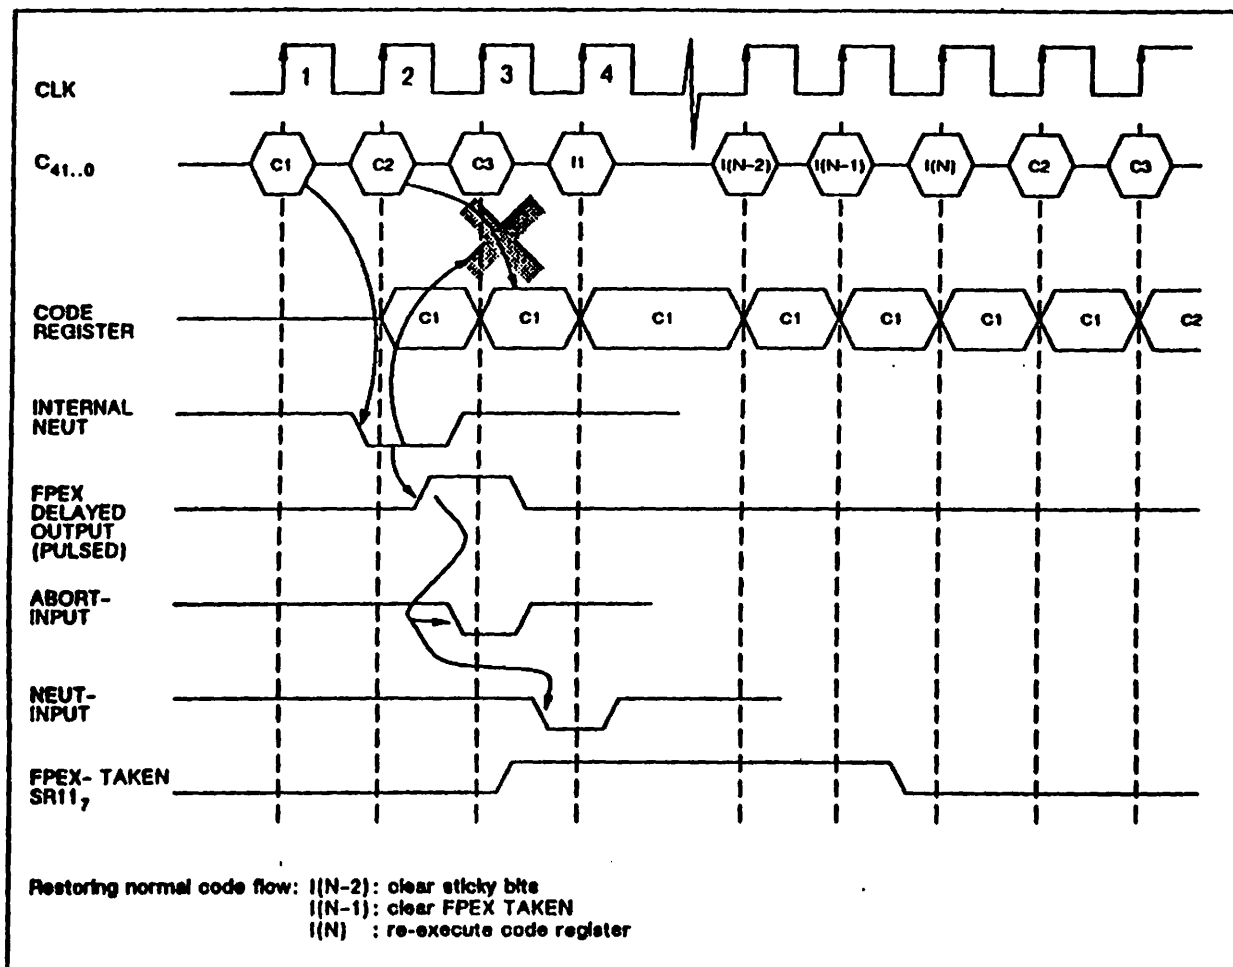 1 2 3 4
CLK
C41..0
C1 C2 C3 I1 I(N-2) I(N-1) I(N) C2 C3
CODE
REGISTER
C1 C1 C1 C1 C1 C1 C1 C2
INTERNAL
NEUT
FPEX
DELAYED
OUTPUT
(PULSED)
ABORT-
INPUT
NEUT-
INPUT
FPEX- TAKEN
SR117
Restoring normal code flow: I(N-2): clear sticky bits
I(N-1): clear FPEX TAKEN
I(N) : re-execute code register